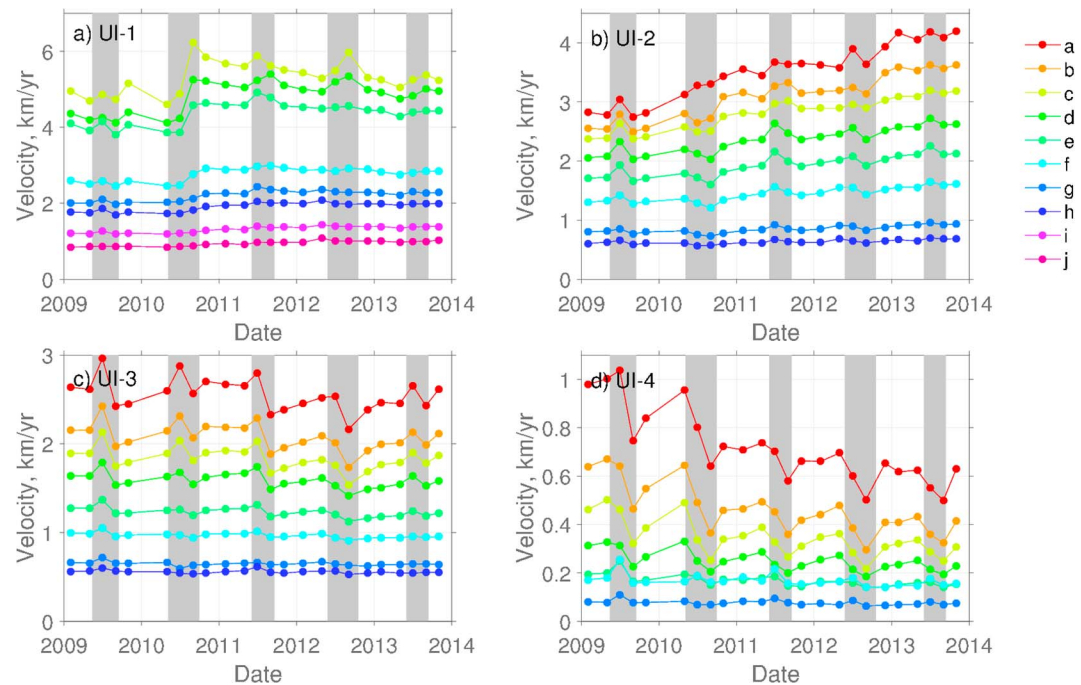 a) UI-1
Velocity, km/yr
6
4
2
0
2009 2010 2011 2012 2013 2014
Date
b) UI-2
Velocity, km/yr
4
3
2
1
0
2009 2010 2011 2012 2013 2014
Date
a
b
c
d
e
f
g
h
i
j
c) UI-3
Velocity, km/yr
3
2
1
0
2009 2010 2011 2012 2013 2014
Date
d) UI-4
Velocity, km/yr
1
0.8
0.6
0.4
0.2
0
2009 2010 2011 2012 2013 2014
Date